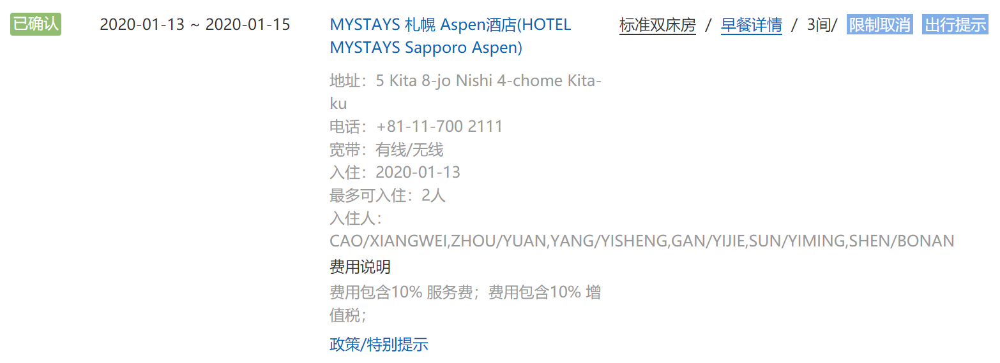 已确认 2020-01-13 ~ 2020-01-15 MYSTAYS 札幌 Aspen酒店(HOTEL 标准双床房 / 早餐详情 / 3间/ 限制取消 出行提示
MYSTAYS Sapporo Aspen)
地址：5 Kita 8-jo Nishi 4-chome Kita-
ku
电话：+81-11-700 2111
宽带：有线/无线
入住：2020-01-13
最多可入住：2人
入住人：
CAO/XIANGWEI,ZHOU/YUAN,YANG/YISHENG,GAN/YIJIE,SUN/YIMING,SHEN/BONAN
费用说明
费用包含10% 服务费；费用包含10% 增
值税；
政策/特别提示